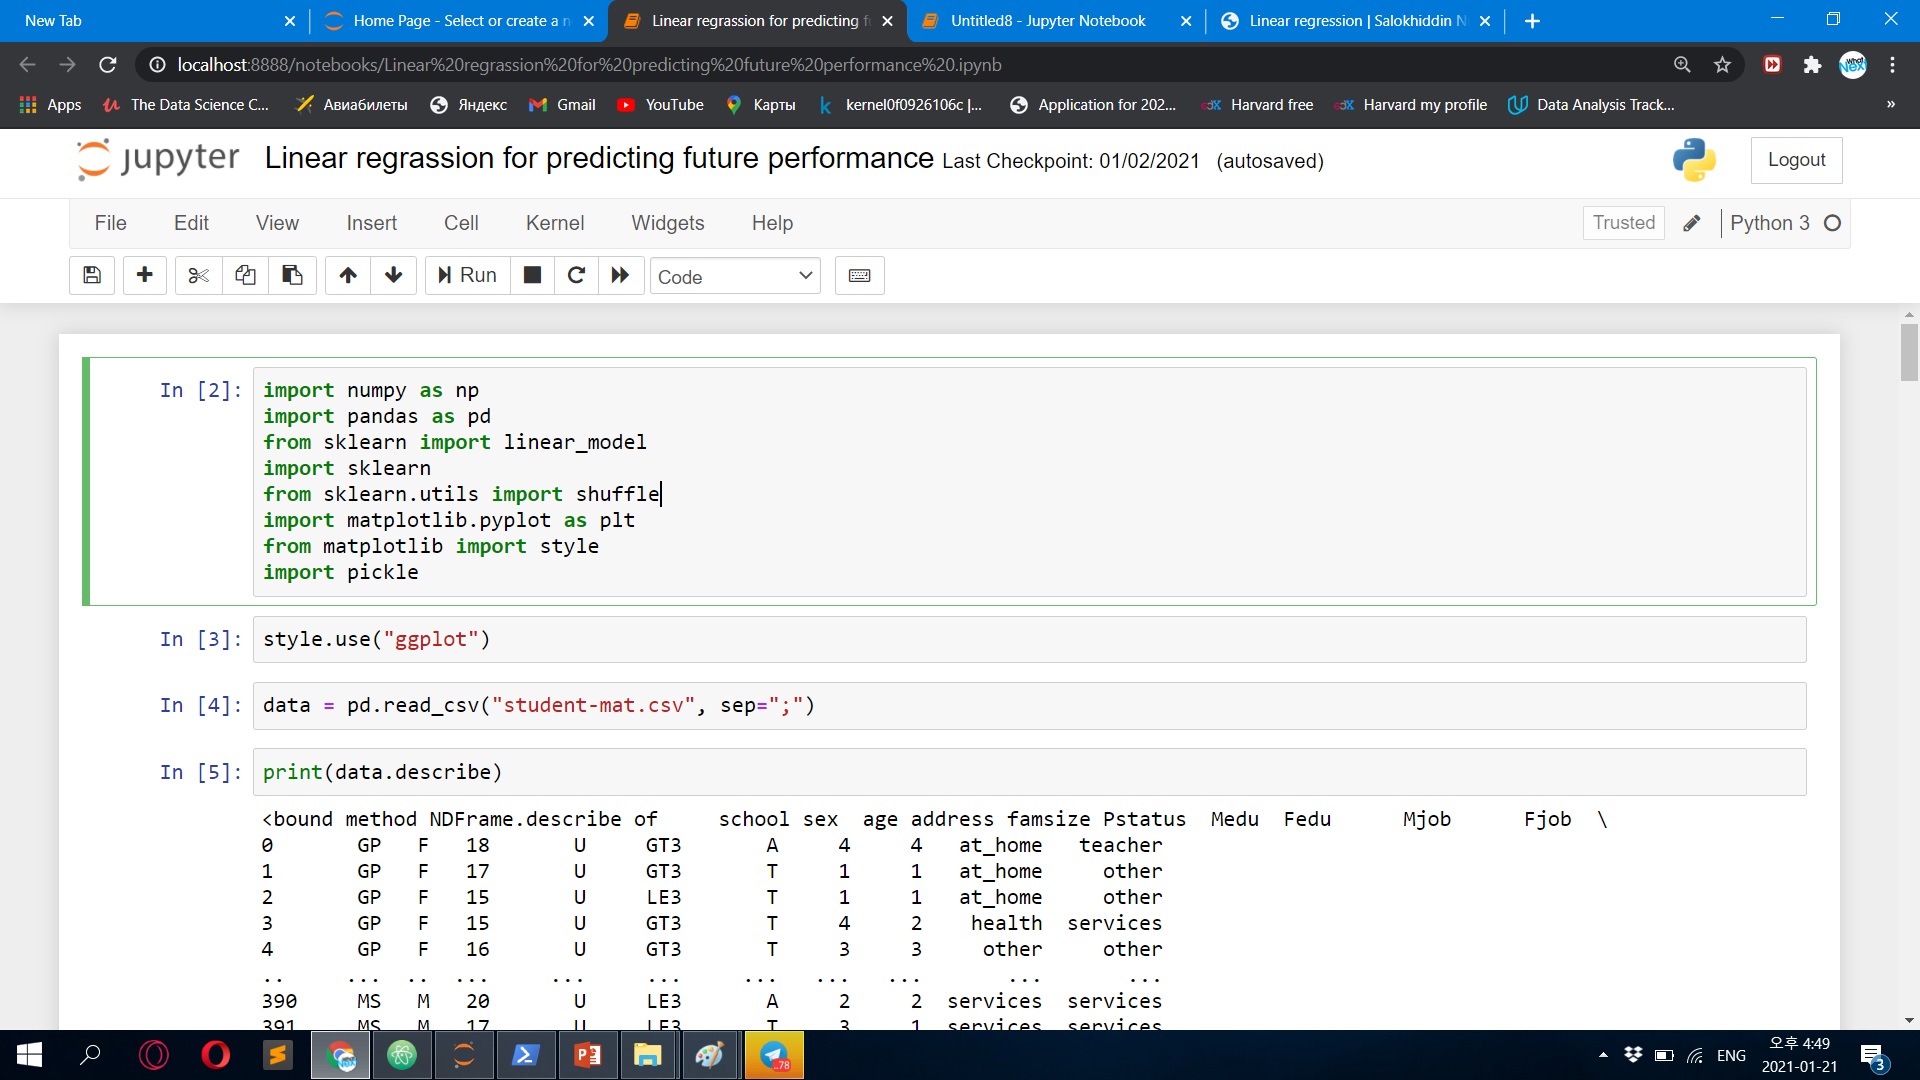 New Tab
Home Page - Select or create a n
Linear regrassion for predicting f
Untitled8 - Jupyter Notebook
Linear regression | Salokhiddin N
localhost:8888/notebooks/Linear%20regrassion%20for%20predicting%20future%20performance%20.ipynb
Apps
The Data Science C...
Авиабилеты
Яндекс
Gmail
YouTube
Карты
kernel0f0926106c |...
Application for 202...
Harvard free
Harvard my profile
Data Analysis Track...
»
jupyter Linear regrassion for predicting future performance Last Checkpoint: 01/02/2021 (autosaved)
Logout
File Edit View Insert Cell Kernel Widgets Help
Trusted
Python 3
Run
Code
In [2]: import numpy as np
import pandas as pd
from sklearn import linear_model
import sklearn
from sklearn.utils import shuffle
import matplotlib.pyplot as plt
from matplotlib import style
import pickle
In [3]: style.use("ggplot")
In [4]: data = pd.read_csv("student-mat.csv", sep=";")
In [5]: print(data.describe)
<bound method NDFrame.describe of     school sex  age address famsize Pstatus  Medu  Fedu      Mjob      Fjob  \
0       GP   F   18       U     GT3       A     4     4   at_home   teacher
1       GP   F   17       U     GT3       T     1     1   at_home     other
2       GP   F   15       U     LE3       T     1     1   at_home     other
3       GP   F   15       U     GT3       T     4     2    health  services
4       GP   F   16       U     GT3       T     3     3     other     other
..      ...  ..  ...     ...     ...     ...   ...   ...       ...       ...
390     MS   M   20       U     LE3       A     2     2  services  services
391     MS   M   17       U     LE3       T     3     1  services  services
..78
ENG
오후 4:49
2021-01-21
3